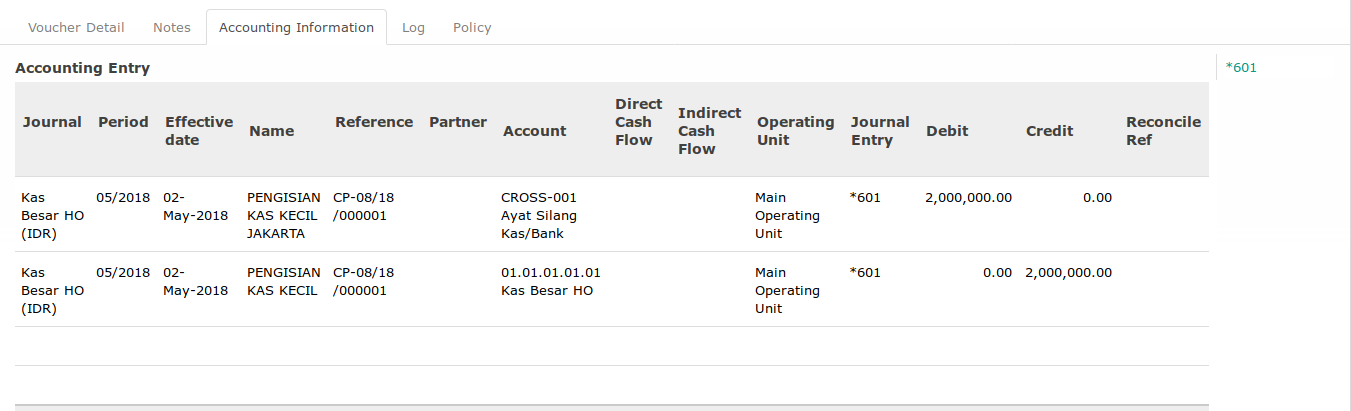 Voucher Detail Notes Accounting Information Log Policy
Accounting Entry
*601
Journal Period Effective date Name Reference Partner Account Direct Cash Flow Indirect Cash Flow Operating Unit Journal Entry Debit Credit Reconcile Ref
Kas 05/2018 02- PENGISIAN CP-08/18 CROSS-001 Main *601 2,000,000.00 0.00
Besar HO May-2018 KAS KECIL /000001 Ayat Silang Operating
(IDR) JAKARTA Kas/Bank Unit
Kas 05/2018 02- PENGISIAN CP-08/18 01.01.01.01.01 Main *601 0.00 2,000,000.00
Besar HO May-2018 KAS KECIL /000001 Kas Besar HO Operating
(IDR) Unit